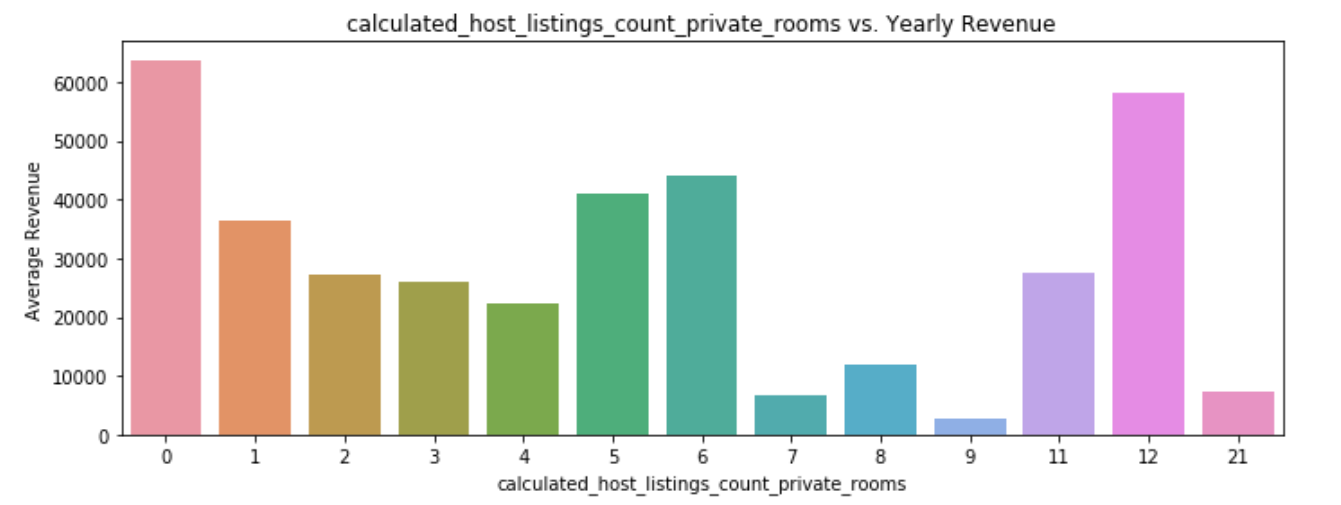 calculated_host_listings_count_private_rooms vs. Yearly Revenue
Average Revenue
60000
50000
40000
30000
20000
10000
0
0 1 2 3 4 5 6 7 8 9 11 12 21
calculated_host_listings_count_private_rooms